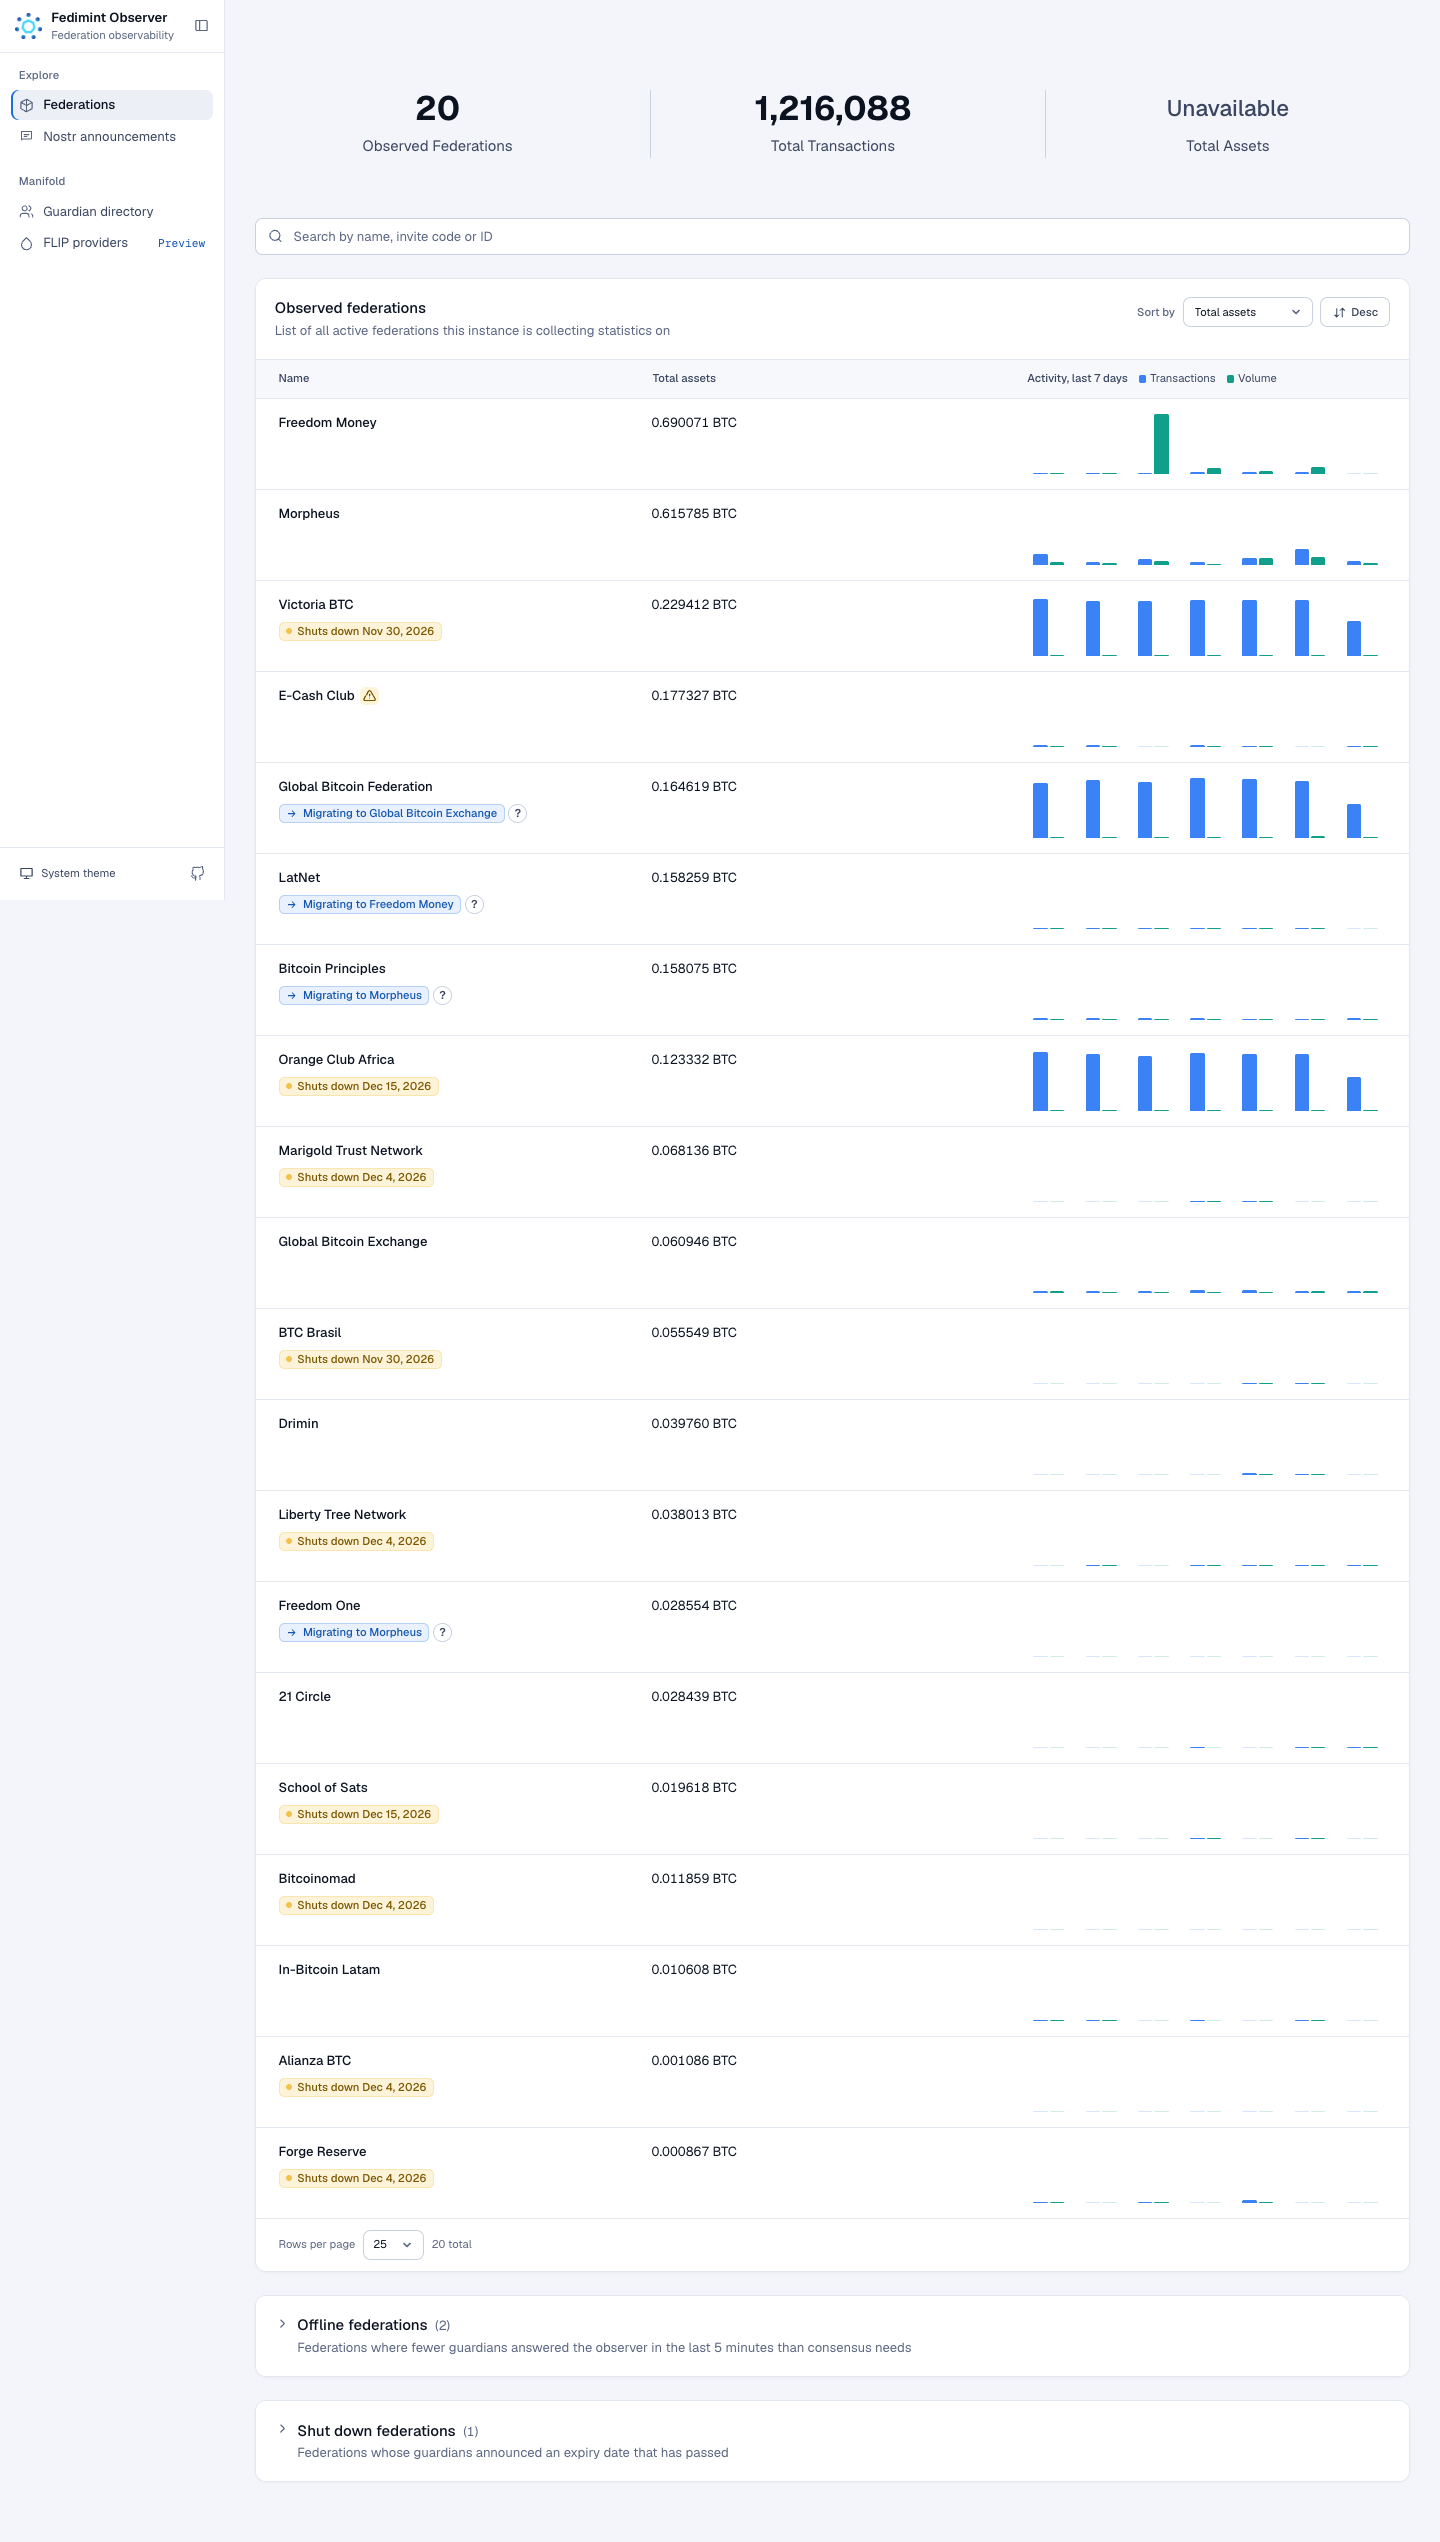 Fedimint Observer
Federation observability
Explore
Federations
Nostr announcements
Manifold
Guardian directory
FLIP providers Preview
System theme
20
Observed Federations
1,216,088
Total Transactions
Unavailable
Total Assets
Search by name, invite code or ID
Observed federations
List of all active federations this instance is collecting statistics on
Sort by Total assets Desc
Name Total assets Activity, last 7 days Transactions Volume
Freedom Money 0.690071 BTC
Morpheus 0.615785 BTC
Victoria BTC 0.229412 BTC
Shuts down Nov 30, 2026
E-Cash Club 0.177327 BTC
Global Bitcoin Federation 0.164619 BTC
→ Migrating to Global Bitcoin Exchange ?
LatNet 0.158259 BTC
→ Migrating to Freedom Money ?
Bitcoin Principles 0.158075 BTC
→ Migrating to Morpheus ?
Orange Club Africa 0.123332 BTC
Shuts down Dec 15, 2026
Marigold Trust Network 0.068136 BTC
Shuts down Dec 4, 2026
Global Bitcoin Exchange 0.060946 BTC
BTC Brasil 0.055549 BTC
Shuts down Nov 30, 2026
Drimin 0.039760 BTC
Liberty Tree Network 0.038013 BTC
Shuts down Dec 4, 2026
Freedom One 0.028554 BTC
→ Migrating to Morpheus ?
21 Circle 0.028439 BTC
School of Sats 0.019618 BTC
Shuts down Dec 15, 2026
Bitcoinomad 0.011859 BTC
Shuts down Dec 4, 2026
In-Bitcoin Latam 0.010608 BTC
Alianza BTC 0.001086 BTC
Shuts down Dec 4, 2026
Forge Reserve 0.000867 BTC
Shuts down Dec 4, 2026
Rows per page 25 20 total
Offline federations (2)
Federations where fewer guardians answered the observer in the last 5 minutes than consensus needs
Shut down federations (1)
Federations whose guardians announced an expiry date that has passed